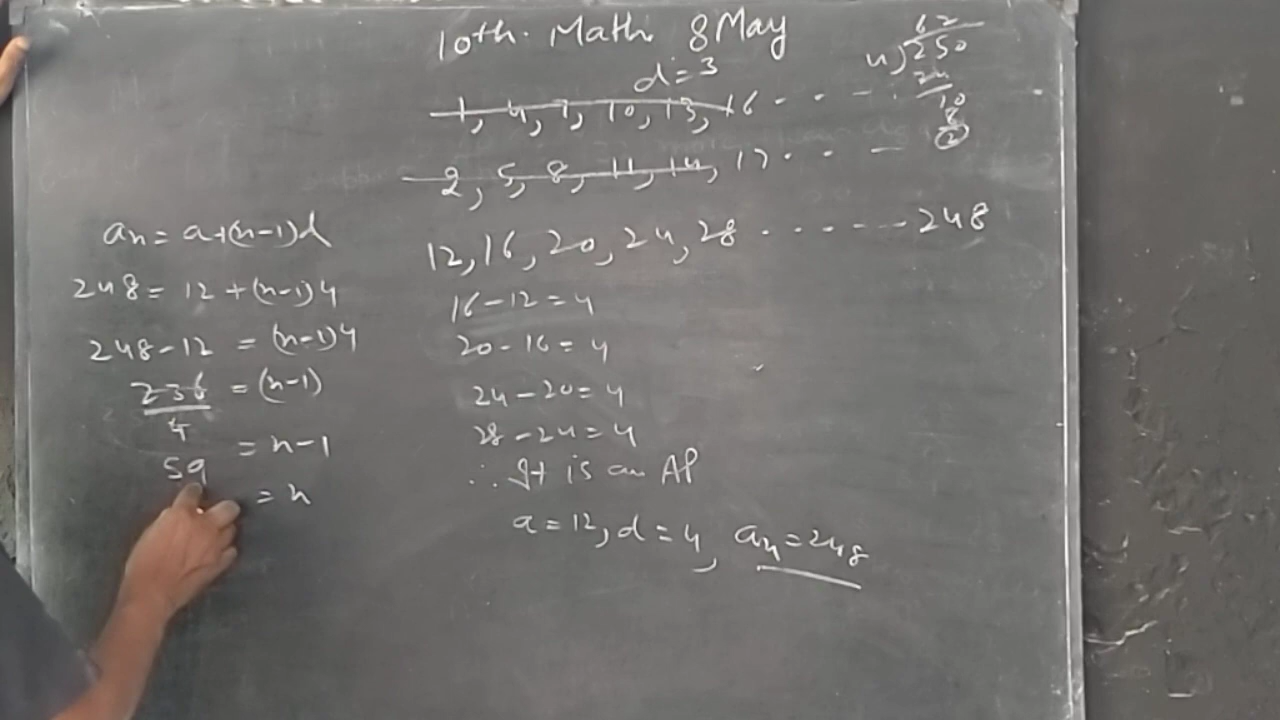 10th. Math 8 May
d = 3
1, 4, 7, 10, 13, 16 . . - .
2, 5, 8, 11, 14, 17 . . . -
62
4)250
24
10
8
2
12, 16, 20, 24, 28 . . . . . - 248
an = a+(n-1)d
248 = 12 + (n-1)4
248-12 = (n-1)4
236 = (n-1)
4
59 = n-1
= n
16-12 = 4
20-16 = 4
24-20 = 4
28-24 = 4
∴ It is an AP
a = 12, d = 4, an = 248